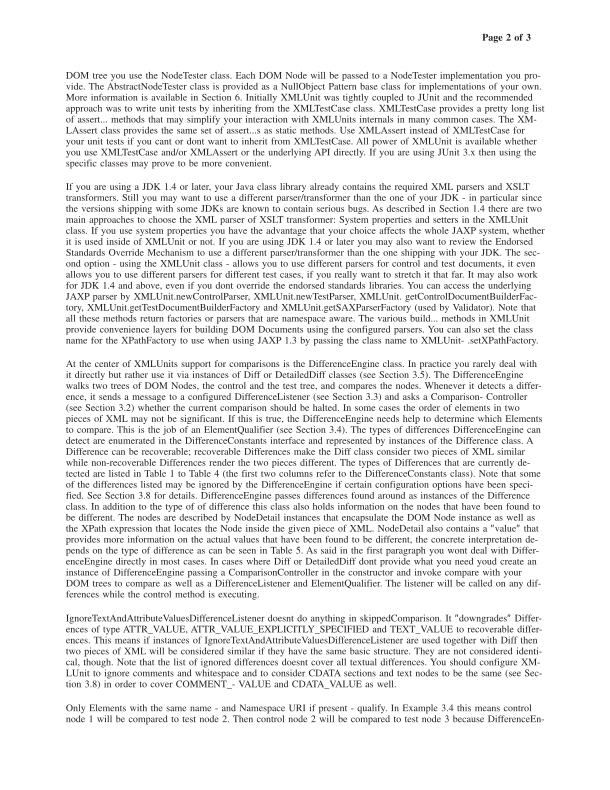 Page 2 of 3
DOM tree you use the NodeTester class. Each DOM Node will be passed to a NodeTester implementation you pro-
vide. The AbstractNodeTester class is provided as a NullObject Pattern base class for implementations of your own.
More information is available in Section 6. Initially XMLUnit was tightly coupled to JUnit and the recommended
approach was to write unit tests by inheriting from the XMLTestCase class. XMLTestCase provides a pretty long list
of assert... methods that may simplify your interaction with XMLUnits internals in many common cases. The XM-
LAssert class provides the same set of assert...s as static methods. Use XMLAssert instead of XMLTestCase for
your unit tests if you cant or dont want to inherit from XMLTestCase. All power of XMLUnit is available whether
you use XMLTestCase and/or XMLAssert or the underlying API directly. If you are using JUnit 3.x then using the
specific classes may prove to be more convenient.
If you are using a JDK 1.4 or later, your Java class library already contains the required XML parsers and XSLT
transformers. Still you may want to use a different parser/transformer than the one of your JDK - in particular since
the versions shipping with some JDKs are known to contain serious bugs. As described in Section 1.4 there are two
main approaches to choose the XML parser of XSLT transformer: System properties and setters in the XMLUnit
class. If you use system properties you have the advantage that your choice affects the whole JAXP system, whether
it is used inside of XMLUnit or not. If you are using JDK 1.4 or later you may also want to review the Endorsed
Standards Override Mechanism to use a different parser/transformer than the one shipping with your JDK. The sec-
ond option - using the XMLUnit class - allows you to use different parsers for control and test documents, it even
allows you to use different parsers for different test cases, if you really want to stretch it that far. It may also work
for JDK 1.4 and above, even if you dont override the endorsed standards libraries. You can access the underlying
JAXP parser by XMLUnit.newControlParser, XMLUnit.newTestParser, XMLUnit. getControlDocumentBuilderFac-
tory, XMLUnit.getTestDocumentBuilderFactory and XMLUnit.getSAXParserFactory (used by Validator). Note that
all these methods return factories or parsers that are namespace aware. The various build... methods in XMLUnit
provide convenience layers for building DOM Documents using the configured parsers. You can also set the class
name for the XPathFactory to use when using JAXP 1.3 by passing the class name to XMLUnit- .setXPathFactory.
At the center of XMLUnits support for comparisons is the DifferenceEngine class. In practice you rarely deal with
it directly but rather use it via instances of Diff or DetailedDiff classes (see Section 3.5). The DifferenceEngine
walks two trees of DOM Nodes, the control and the test tree, and compares the nodes. Whenever it detects a differ-
ence, it sends a message to a configured DifferenceListener (see Section 3.3) and asks a Comparison- Controller
(see Section 3.2) whether the current comparison should be halted. In some cases the order of elements in two
pieces of XML may not be significant. If this is true, the DifferenceEngine needs help to determine which Elements
to compare. This is the job of an ElementQualifier (see Section 3.4). The types of differences DifferenceEngine can
detect are enumerated in the DifferenceConstants interface and represented by instances of the Difference class. A
Difference can be recoverable; recoverable Differences make the Diff class consider two pieces of XML similar
while non-recoverable Differences render the two pieces different. The types of Differences that are currently de-
tected are listed in Table 1 to Table 4 (the first two columns refer to the DifferenceConstants class). Note that some
of the differences listed may be ignored by the DifferenceEngine if certain configuration options have been speci-
fied. See Section 3.8 for details. DifferenceEngine passes differences found around as instances of the Difference
class. In addition to the type of of difference this class also holds information on the nodes that have been found to
be different. The nodes are described by NodeDetail instances that encapsulate the DOM Node instance as well as
the XPath expression that locates the Node inside the given piece of XML. NodeDetail also contains a "value" that
provides more information on the actual values that have been found to be different, the concrete interpretation de-
pends on the type of difference as can be seen in Table 5. As said in the first paragraph you wont deal with Differ-
enceEngine directly in most cases. In cases where Diff or DetailedDiff dont provide what you need youd create an
instance of DifferenceEngine passing a ComparisonController in the constructor and invoke compare with your
DOM trees to compare as well as a DifferenceListener and ElementQualifier. The listener will be called on any dif-
ferences while the control method is executing.
IgnoreTextAndAttributeValuesDifferenceListener doesnt do anything in skippedComparison. It "downgrades" Differ-
ences of type ATTR_VALUE, ATTR_VALUE_EXPLICITLY_SPECIFIED and TEXT_VALUE to recoverable differ-
ences. This means if instances of IgnoreTextAndAttributeValuesDifferenceListener are used together with Diff then
two pieces of XML will be considered similar if they have the same basic structure. They are not considered identi-
cal, though. Note that the list of ignored differences doesnt cover all textual differences. You should configure XM-
LUnit to ignore comments and whitespace and to consider CDATA sections and text nodes to be the same (see Sec-
tion 3.8) in order to cover COMMENT_- VALUE and CDATA_VALUE as well.
Only Elements with the same name - and Namespace URI if present - qualify. In Example 3.4 this means control
node 1 will be compared to test node 2. Then control node 2 will be compared to test node 3 because DifferenceEn-